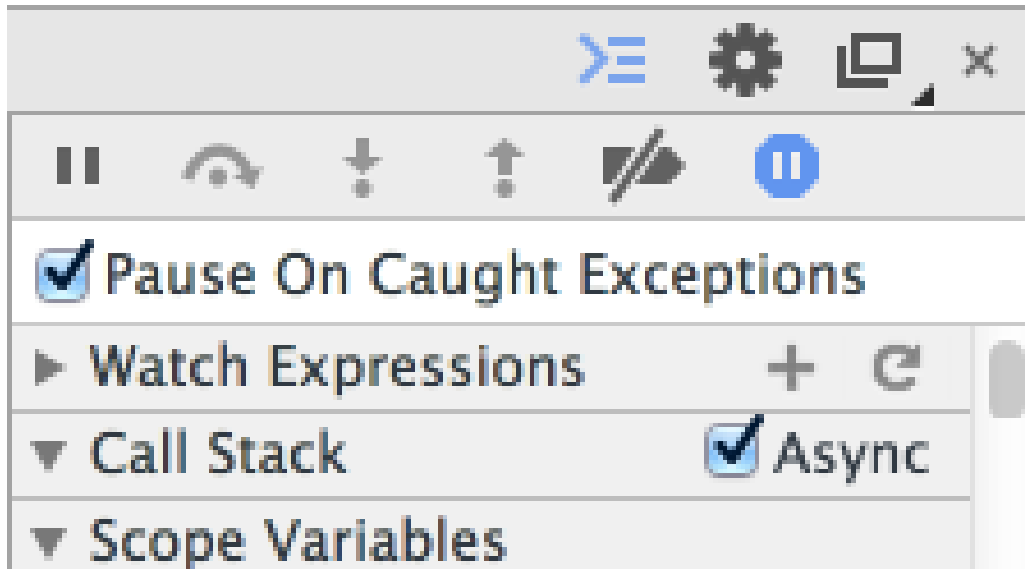 Pause On Caught Exceptions
Watch Expressions
Call Stack Async
Scope Variables